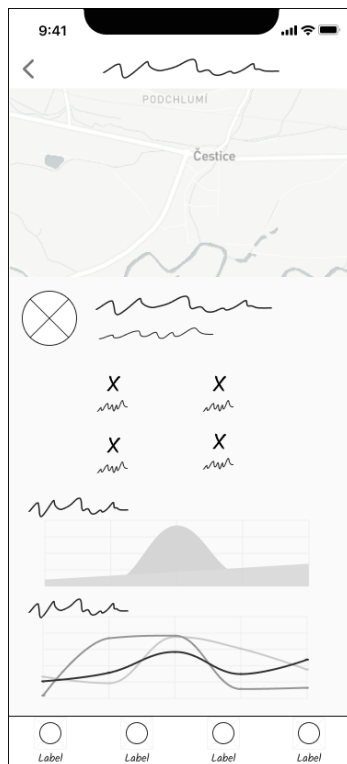 9:41
PODCHLUMÍ
Čestice
X X
X X
Label Label Label Label